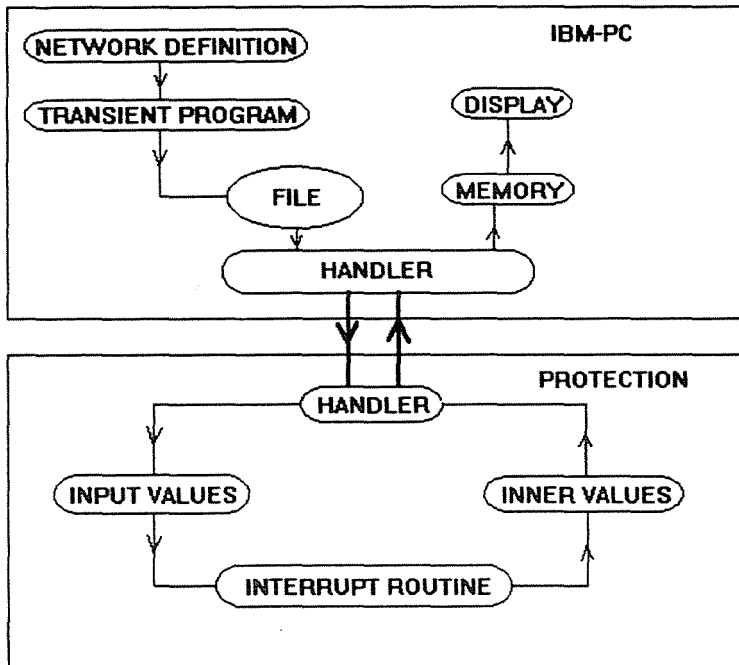 IBM-PC
NETWORK DEFINITION
TRANSIENT PROGRAM
DISPLAY
FILE
MEMORY
HANDLER
PROTECTION
HANDLER
INPUT VALUES
INNER VALUES
INTERRUPT ROUTINE